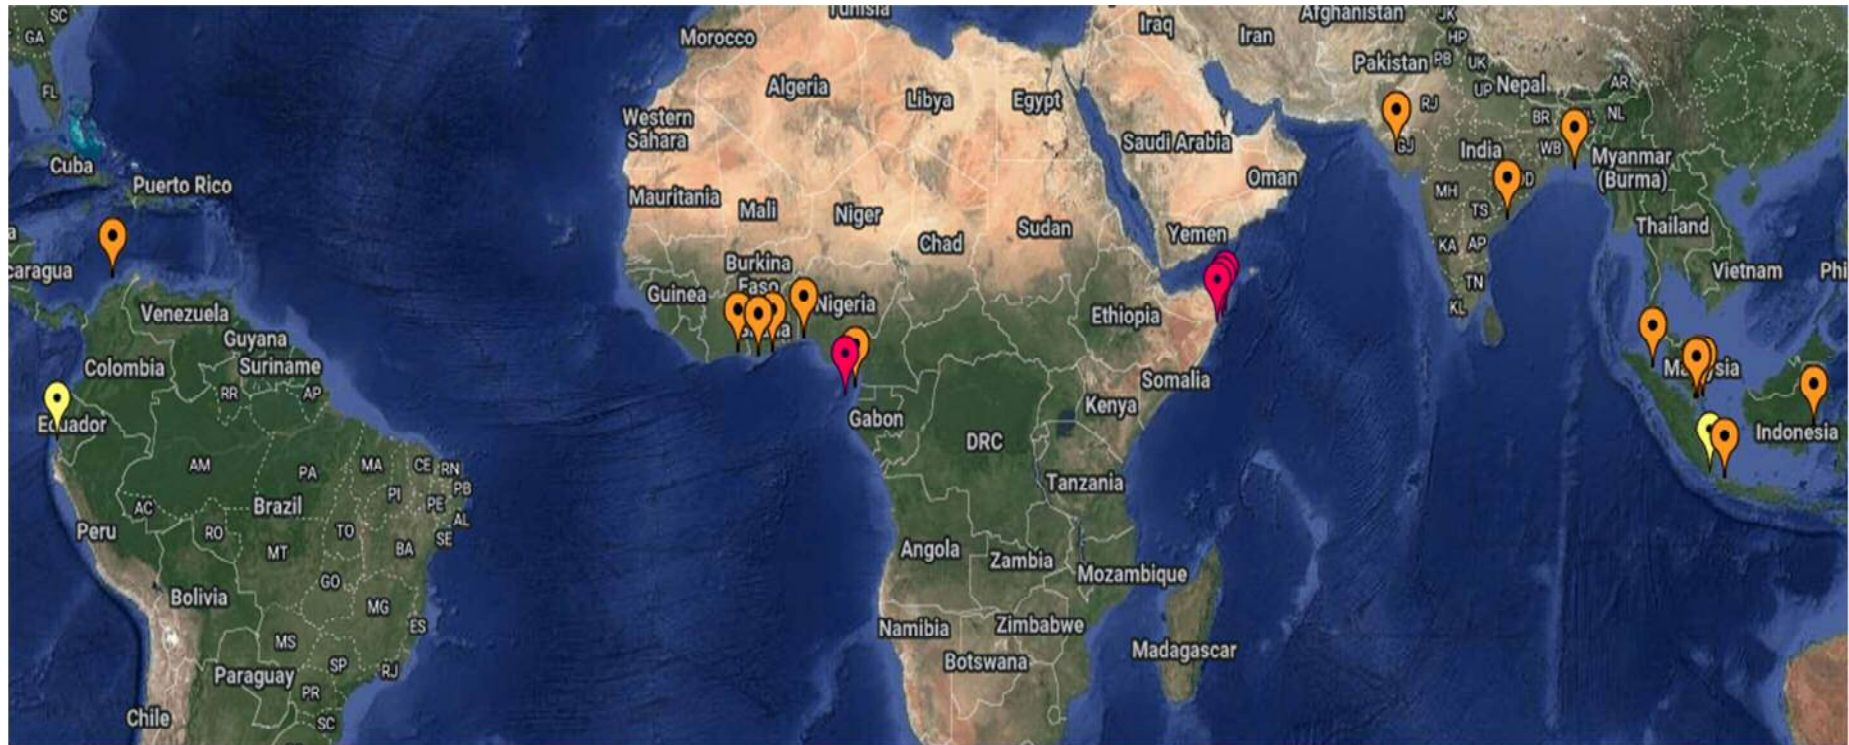 SC
GA
FL
Cuba
Puerto Rico
caragua
Venezuela
Guyana
Suriname
Colombia
RR
AP
Ecuador
AM
PA
MA
CE
RN
PB
PI
PE
AC
Brazil
AL
Peru
RO
TO
SE
MT
BA
GO
Bolivia
MG
ES
MS
SP
RJ
Paraguay
PR
Chile
SC
Tunisia
Morocco
Algeria
Libya
Egypt
Western
Sahara
Mauritania
Mali
Niger
Chad
Sudan
Burkina
Faso
Guinea
Nigeria
Ethiopia
Somalia
Gabon
Kenya
DRC
Tanzania
Angola
Zambia
Mozambique
Namibia
Zimbabwe
Botswana
Madagascar
Iraq
Iran
Afghanistan
Saudi Arabia
Oman
Yemen
Pakistan
JK
HP
PB
UK
UP
Nepal
AR
RJ
BR
NL
GJ
India
WB
Myanmar
(Burma)
MH
TS
KA
AP
Thailand
TN
KL
Vietnam
Phi
Indonesia